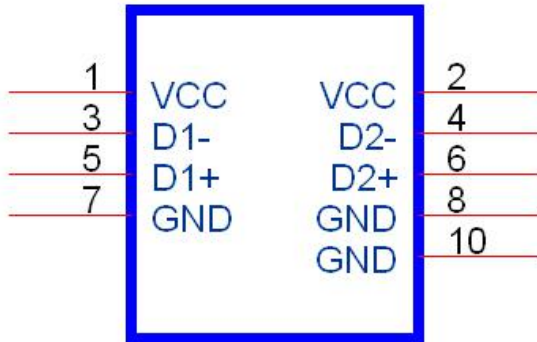 1 VCC VCC 2
3 D1- D2- 4
5 D1+ D2+ 6
7 GND GND 8
GND 10